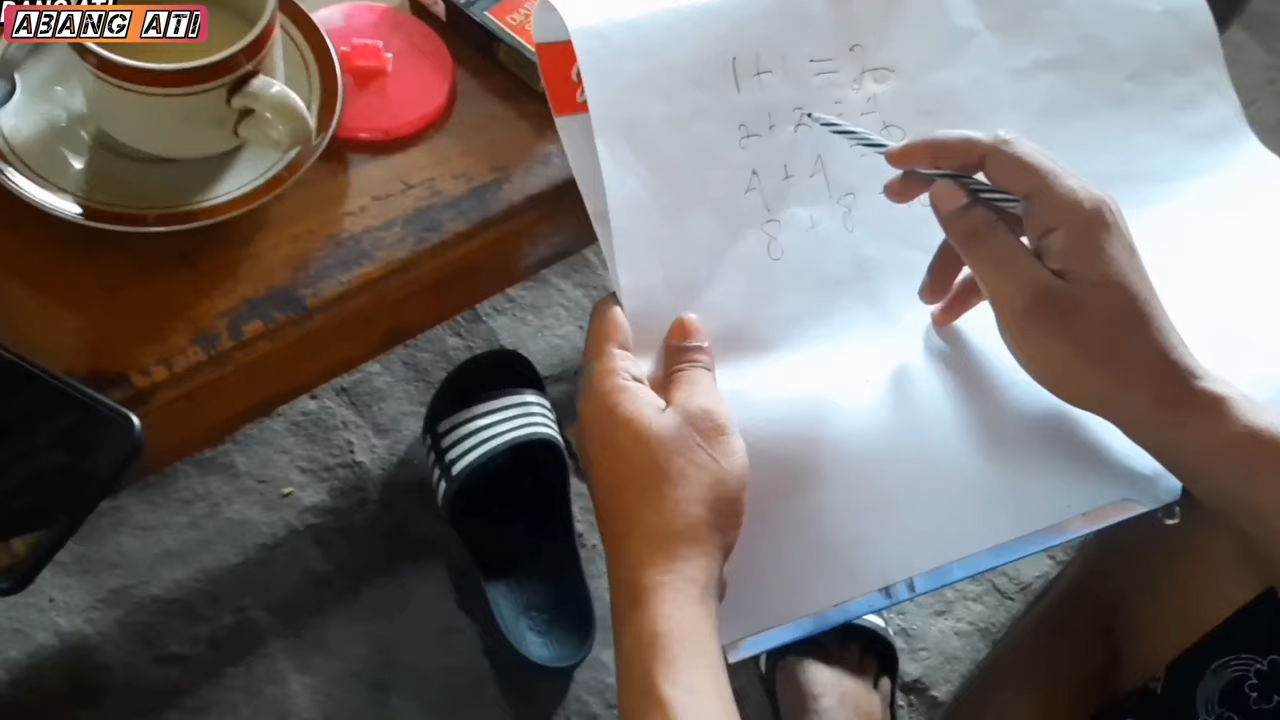 ABANG ATI
1 + 1 = 2
2 + 2 = 4
4 + 4
8 + 8